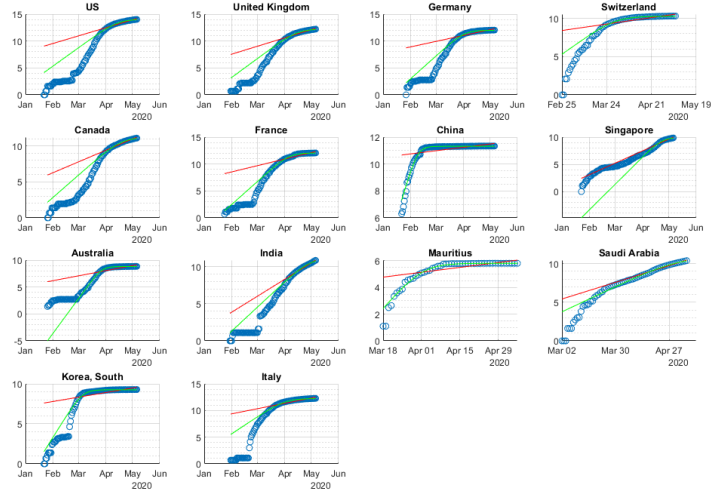 US
15
10
5
0
Jan Feb Mar Apr May Jun
2020
United Kingdom
15
10
5
0
Jan Feb Mar Apr May Jun
2020
Germany
15
10
5
0
Jan Feb Mar Apr May Jun
2020
Switzerland
10
5
0
Feb 25 Mar 24 Apr 21 May 19
2020
Canada
10
5
0
Jan Feb Mar Apr May Jun
2020
France
15
10
5
0
Jan Feb Mar Apr May Jun
2020
China
12
10
8
6
Jan Feb Mar Apr May Jun
2020
Singapore
10
5
0
Jan Feb Mar Apr May Jun
2020
Australia
10
5
0
-5
Jan Feb Mar Apr May Jun
2020
India
10
5
0
Jan Feb Mar Apr May Jun
2020
Mauritius
6
4
2
0
Mar 18 Apr 01 Apr 15 Apr 29
2020
Saudi Arabia
10
5
0
Mar 02 Mar 30 Apr 27
2020
Korea, South
10
5
0
Jan Feb Mar Apr May Jun
2020
Italy
15
10
5
0
Jan Feb Mar Apr May Jun
2020